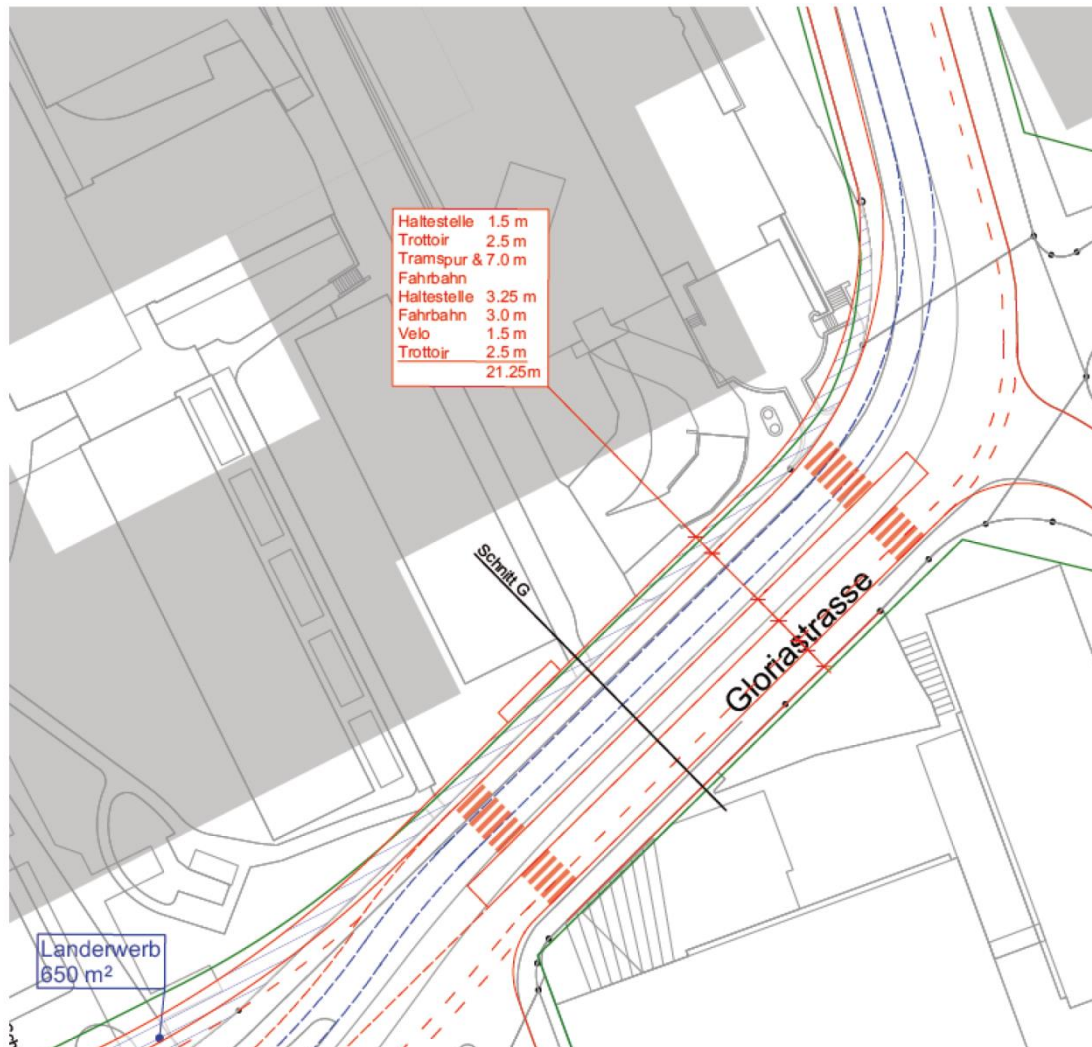 Haltestelle 1.5 m
Trottoir 2.5 m
Tramspur & 7.0 m
Fahrbahn
Haltestelle 3.25 m
Fahrbahn 3.0 m
Velo 1.5 m
Trottoir 2.5 m
21.25m
Schnitt G
Gloriastrasse
Landerwerb
650 m²